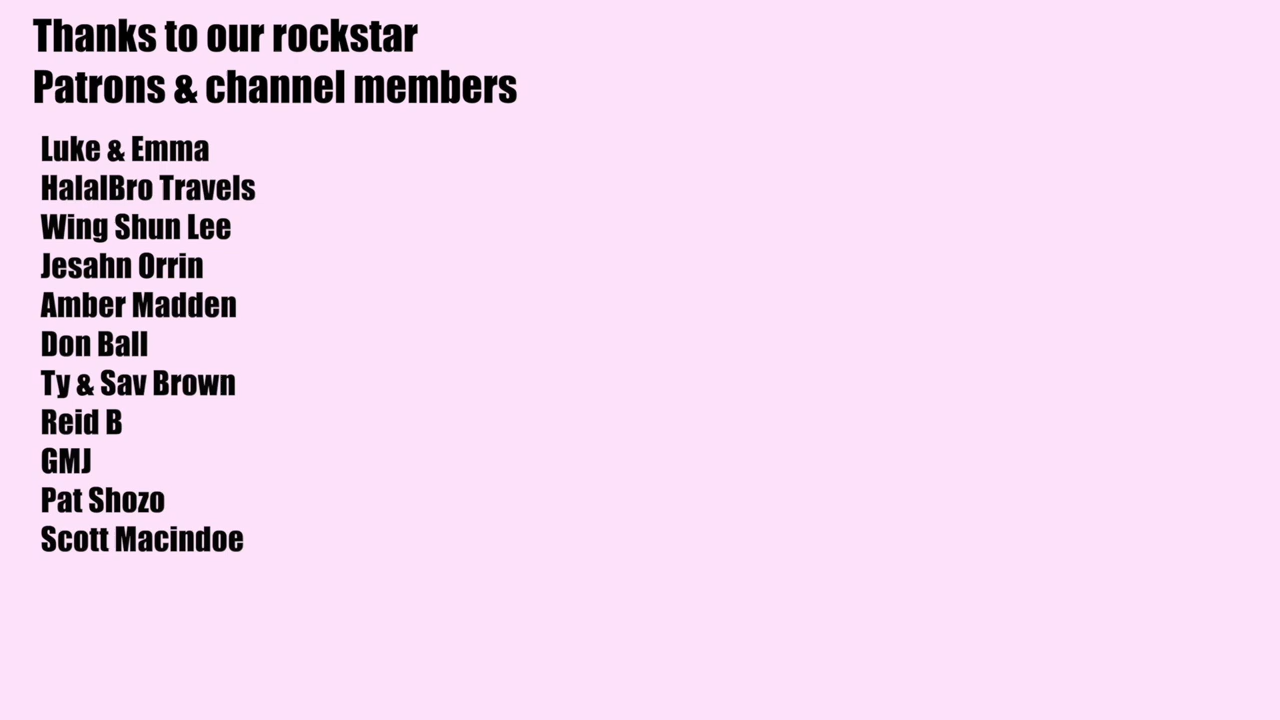 Thanks to our rockstar
Patrons & channel members
Luke & Emma
HalalBro Travels
Wing Shun Lee
Jesahn Orrin
Amber Madden
Don Ball
Ty & Sav Brown
Reid B
GMJ
Pat Shozo
Scott Macindoe